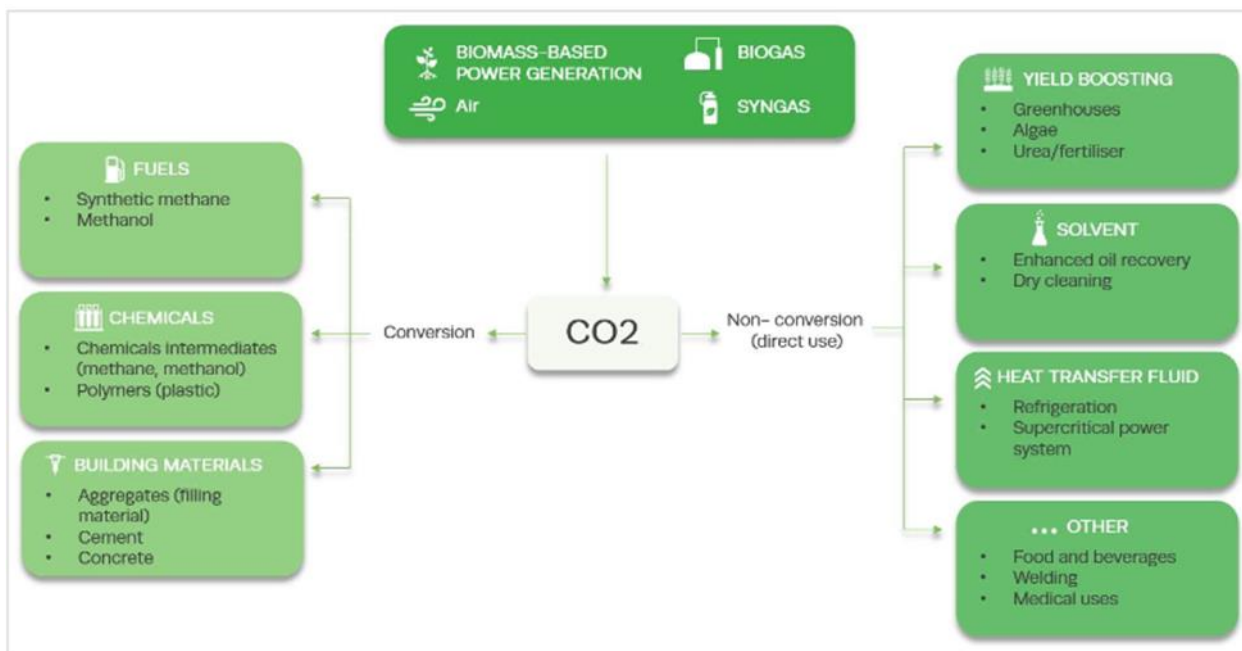 BIOMASS-BASED
POWER GENERATION
BIOGAS
Air
SYNGAS
FUELS
• Synthetic methane
• Methanol
CHEMICALS
• Chemicals intermediates
(methane, methanol)
• Polymers (plastic)
BUILDING MATERIALS
• Aggregates (filling
material)
• Cement
• Concrete
Conversion
CO2
Non- conversion
(direct use)
YIELD BOOSTING
• Greenhouses
• Algae
• Urea/fertiliser
SOLVENT
• Enhanced oil recovery
• Dry cleaning
HEAT TRANSFER FLUID
• Refrigeration
• Supercritical power
system
... OTHER
• Food and beverages
• Welding
• Medical uses